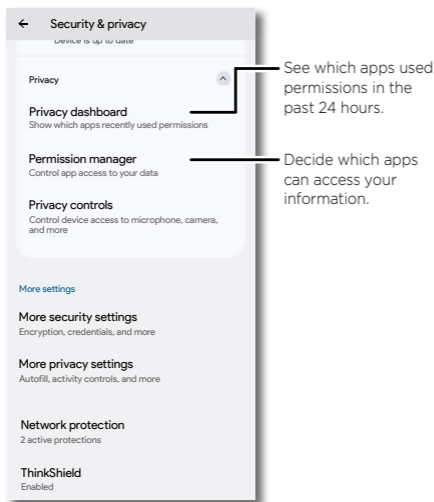 Security & privacy
Device is up to date
Privacy
Privacy dashboard
Show which apps recently used permissions
Permission manager
Control app access to your data
Privacy controls
Control device access to microphone, camera,
and more
More settings
More security settings
Encryption, credentials, and more
More privacy settings
Autofill, activity controls, and more
Network protection
2 active protections
ThinkShield
Enabled
See which apps used
permissions in the
past 24 hours.
Decide which apps
can access your
information.